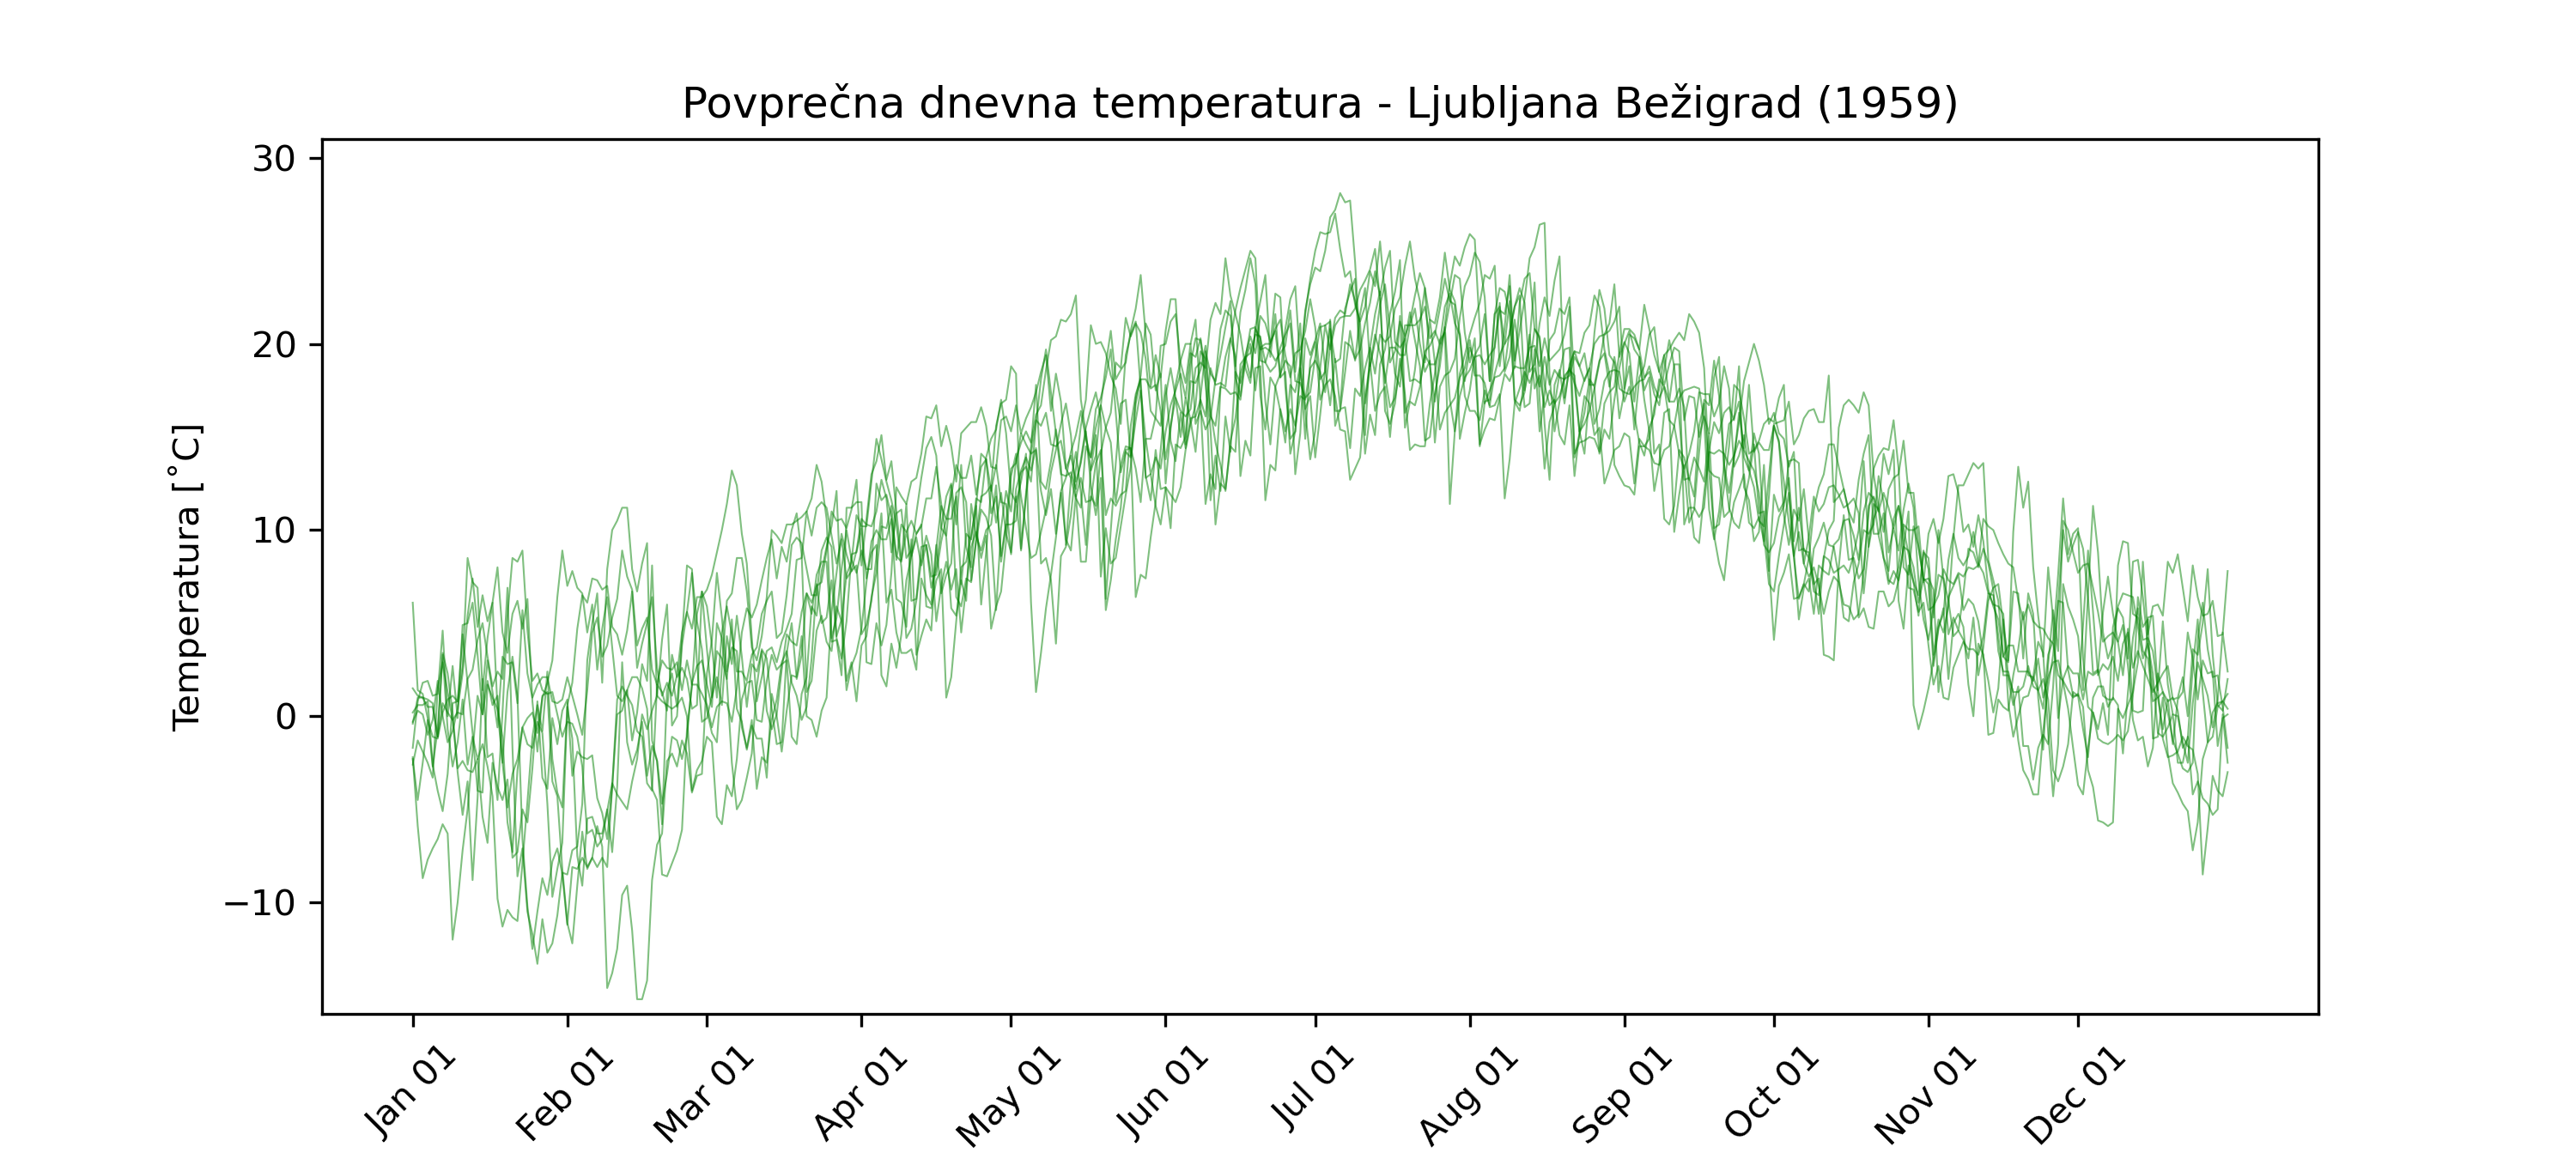 Povprečna dnevna temperatura - Ljubljana Bežigrad (1959)
Temperatura [˚C]
30
20
10
0
−10
Jan 01
Feb 01
Mar 01
Apr 01
May 01
Jun 01
Jul 01
Aug 01
Sep 01
Oct 01
Nov 01
Dec 01